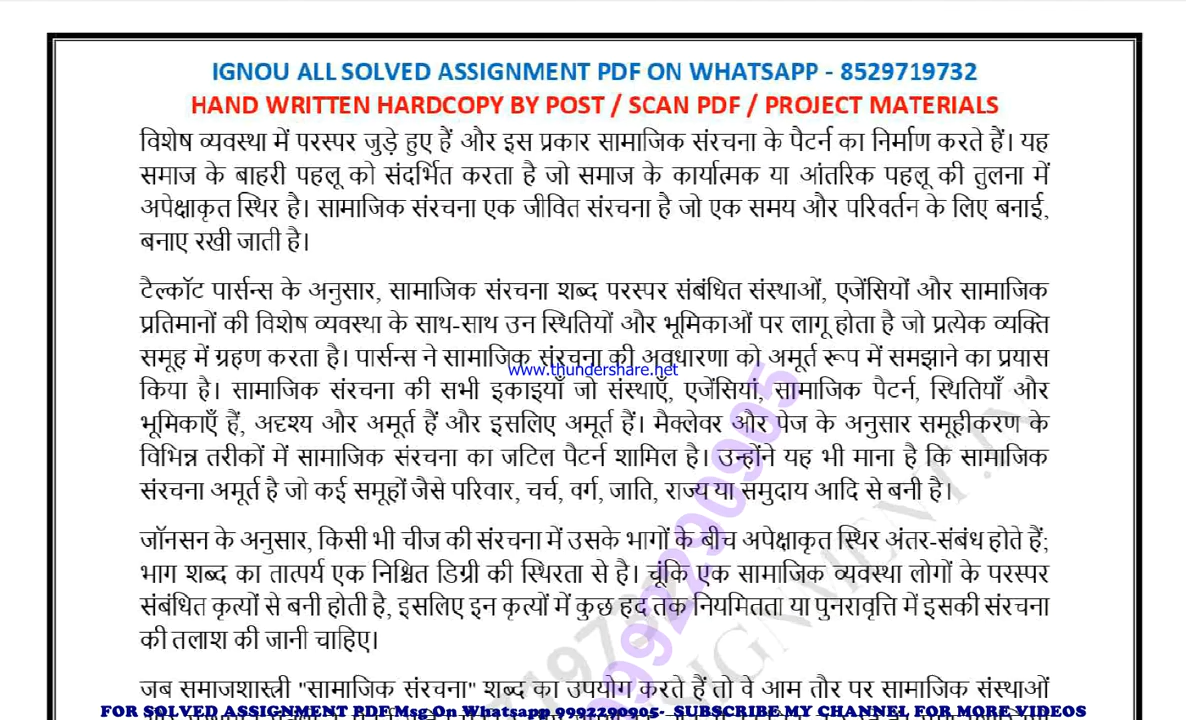 IGNOU ALL SOLVED ASSIGNMENT PDF ON WHATSAPP - 8529719732
HAND WRITTEN HARDCOPY BY POST / SCAN PDF / PROJECT MATERIALS
विशेष व्यवस्था में परस्पर जुड़े हुए हैं और इस प्रकार सामाजिक संरचना के पैटर्न का निर्माण करते हैं। यह
समाज के बाहरी पहलू को संदर्भित करता है जो समाज के कार्यात्मक या आंतरिक पहलू की तुलना में
अपेक्षाकृत स्थिर है। सामाजिक संरचना एक जीवित संरचना है जो एक समय और परिवर्तन के लिए बनाई,
बनाए रखी जाती है।
टैल्कॉट पार्सन्स के अनुसार, सामाजिक संरचना शब्द परस्पर संबंधित संस्थाओं, एजेंसियों और सामाजिक
प्रतिमानों की विशेष व्यवस्था के साथ-साथ उन स्थितियों और भूमिकाओं पर लागू होता है जो प्रत्येक व्यक्ति
समूह में ग्रहण करता है। पार्सन्स ने सामाजिक संरचना की अवधारणा को अमूर्त रूप में समझाने का प्रयास
www.thundershare.net
किया है। सामाजिक संरचना की सभी इकाइयाँ जो संस्थाएँ, एजेंसियां, सामाजिक पैटर्न, स्थितियाँ और
भूमिकाएँ हैं, अदृश्य और अमूर्त हैं और इसलिए अमूर्त हैं। मैक्लेवर और पेज के अनुसार समूहीकरण के
विभिन्न तरीकों में सामाजिक संरचना का जटिल पैटर्न शामिल है। उन्होंने यह भी माना है कि सामाजिक
संरचना अमूर्त है जो कई समूहों जैसे परिवार, चर्च, वर्ग, जाति, राज्य या समुदाय आदि से बनी है।
जॉनसन के अनुसार, किसी भी चीज की संरचना में उसके भागों के बीच अपेक्षाकृत स्थिर अंतर-संबंध होते हैं;
भाग शब्द का तात्पर्य एक निश्चित डिग्री की स्थिरता से है। चूंकि एक सामाजिक व्यवस्था लोगों के परस्पर
संबंधित कृत्यों से बनी होती है, इसलिए इन कृत्यों में कुछ हद तक नियमितता या पुनरावृत्ति में इसकी संरचना
की तलाश की जानी चाहिए।
जब समाजशास्त्री "सामाजिक संरचना" शब्द का उपयोग करते हैं तो वे आम तौर पर सामाजिक संस्थाओं
FOR SOLVED ASSIGNMENT PDF Msg On Whatsapp 9992290905- SUBSCRIBE MY CHANNEL FOR MORE VIDEOS